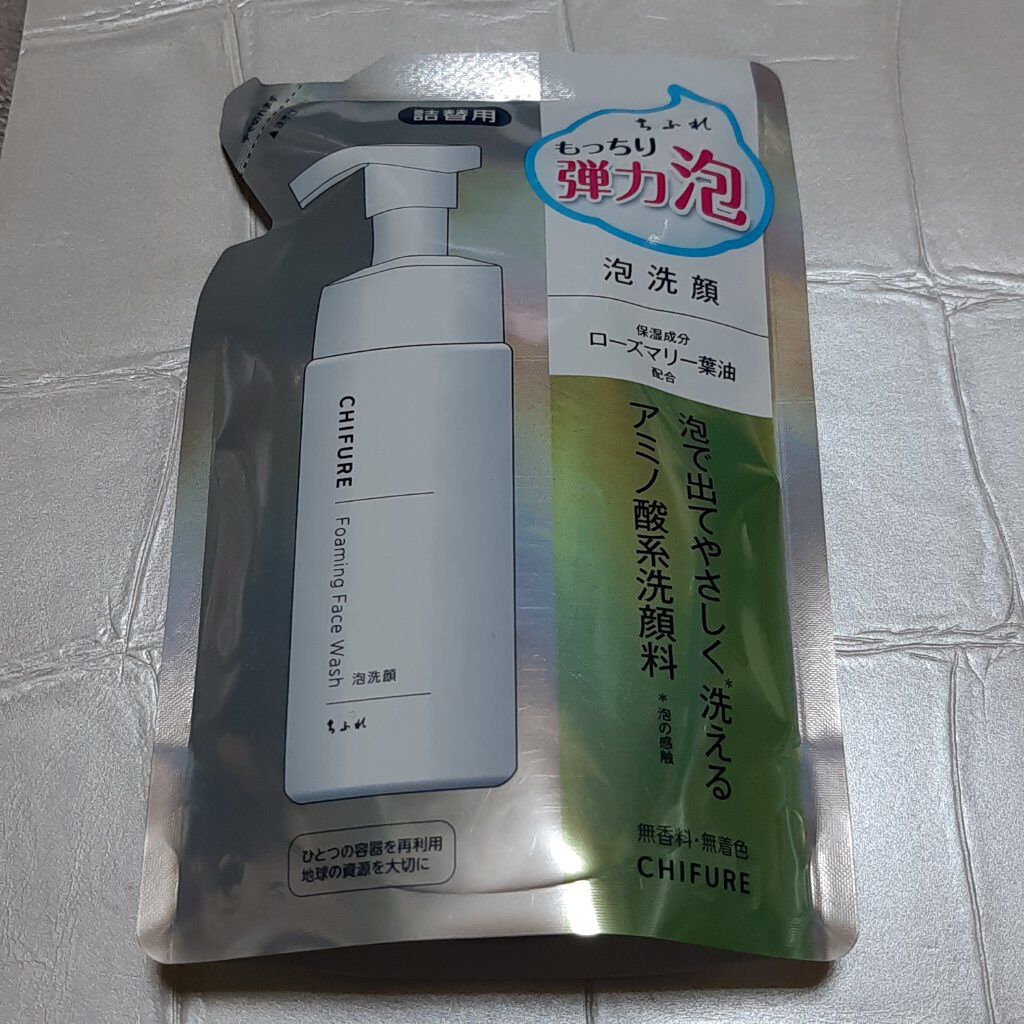 詰替用
ちふれ
もっちり
弾力泡
泡洗顔
保湿成分
ローズマリー葉油
配合
泡で出てやさしく*洗える
アミノ酸系洗顔料
*泡の感触
無香料・無着色
CHIFURE
CHIFURE
Foaming Face Wash
泡洗顔
ちふれ
ひとつの容器を再利用
地球の資源を大切に